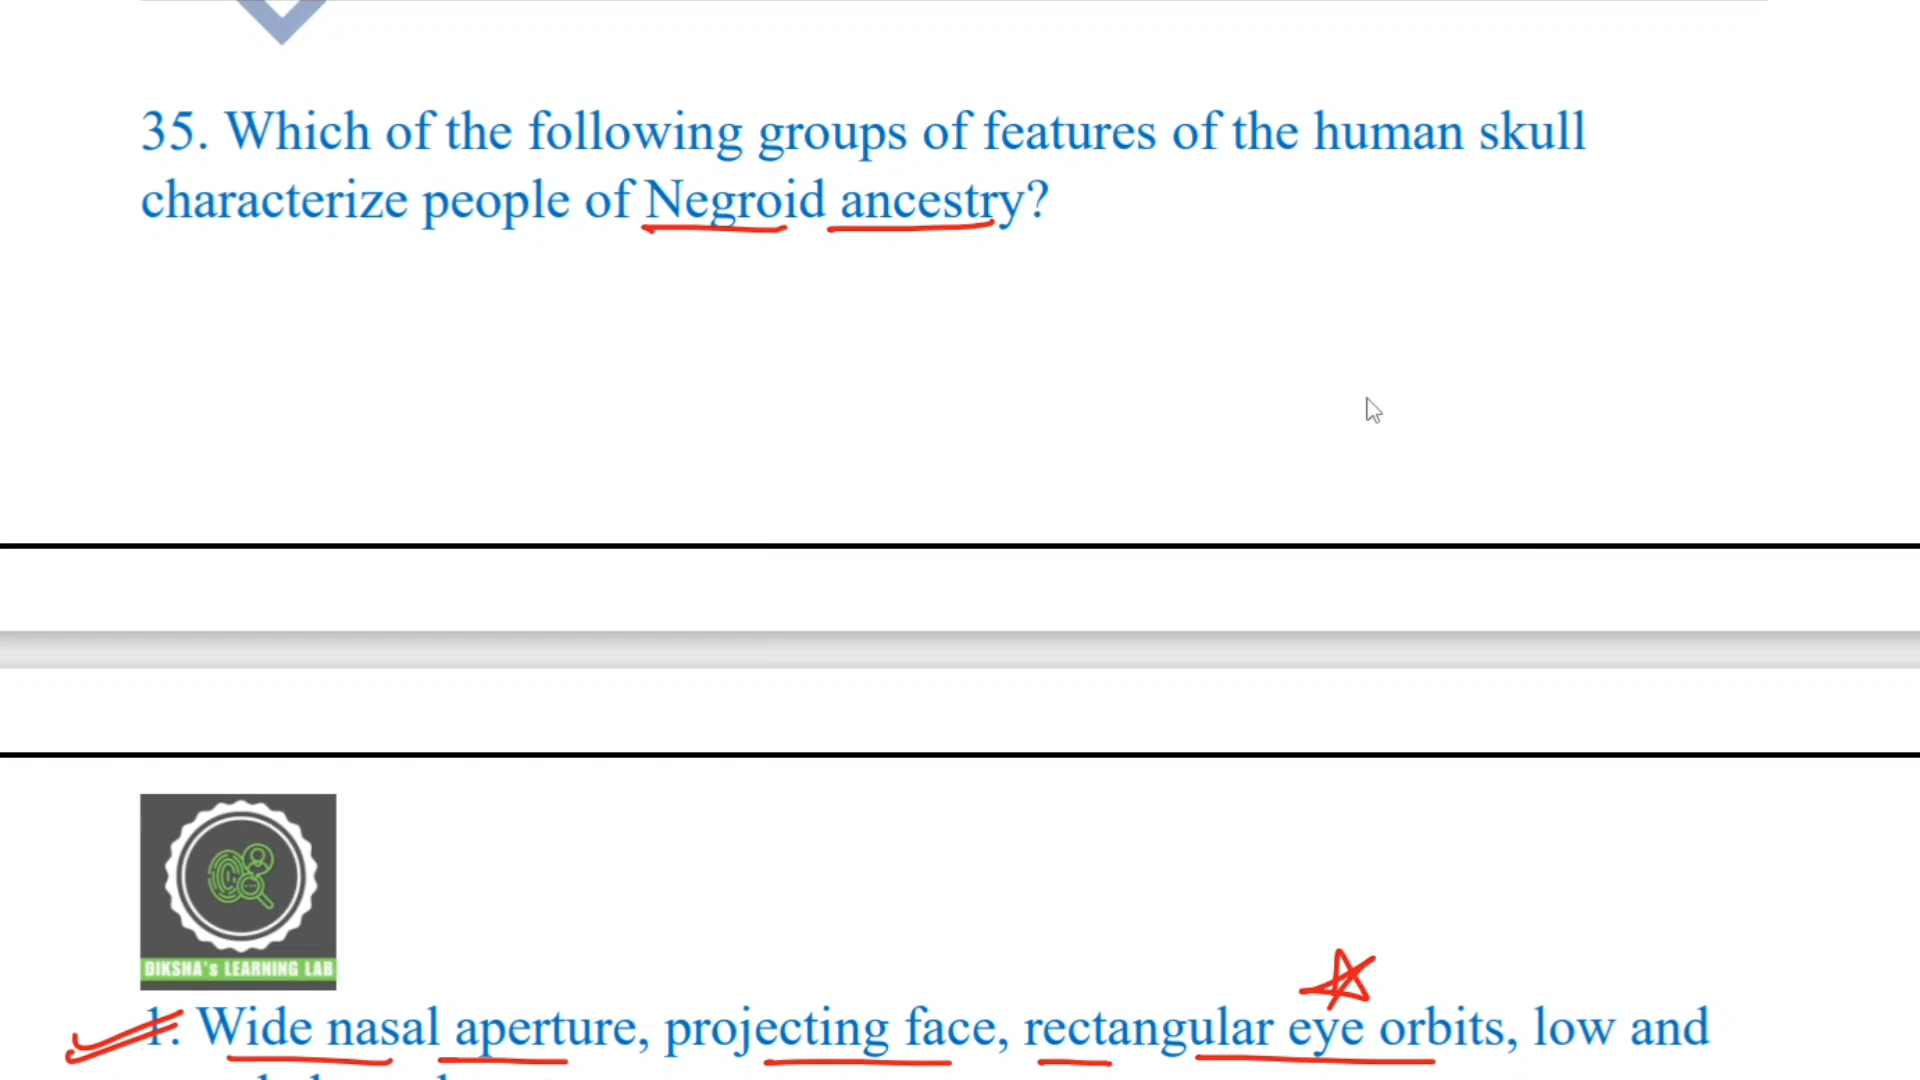 35. Which of the following groups of features of the human skull
characterize people of Negroid ancestry?
DIKSHA's LEARNING LAB
1. Wide nasal aperture, projecting face, rectangular eye orbits, low and